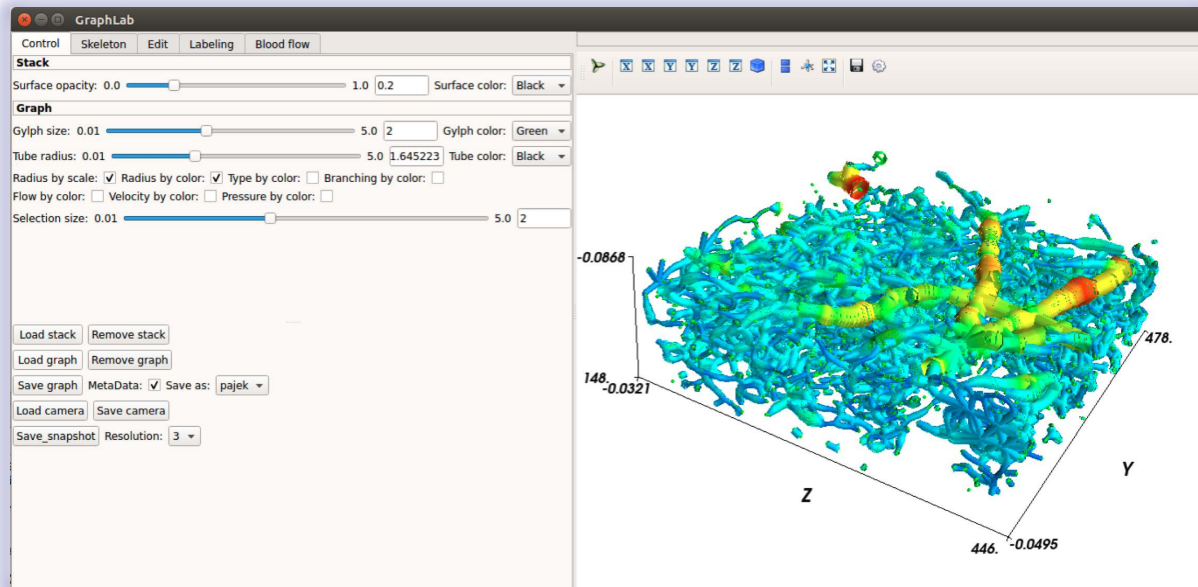 GraphLab
Control Skeleton Edit Labeling Blood flow
Stack
Surface opacity: 0.0 1.0 0.2 Surface color: Black
Graph
Gylph size: 0.01 5.0 2 Gylph color: Green
Tube radius: 0.01 5.0 1.645223 Tube color: Black
Radius by scale: Radius by color: Type by color: Branching by color:
Flow by color: Velocity by color: Pressure by color:
Selection size: 0.01 5.0 2
Load stack Remove stack
Load graph Remove graph
Save graph MetaData: Save as: pajek
Load camera Save camera
Save_snapshot Resolution: 3
X X Y Y Z Z
-0.0868
478.
148.
-0.0321
Y
Z
446. -0.0495